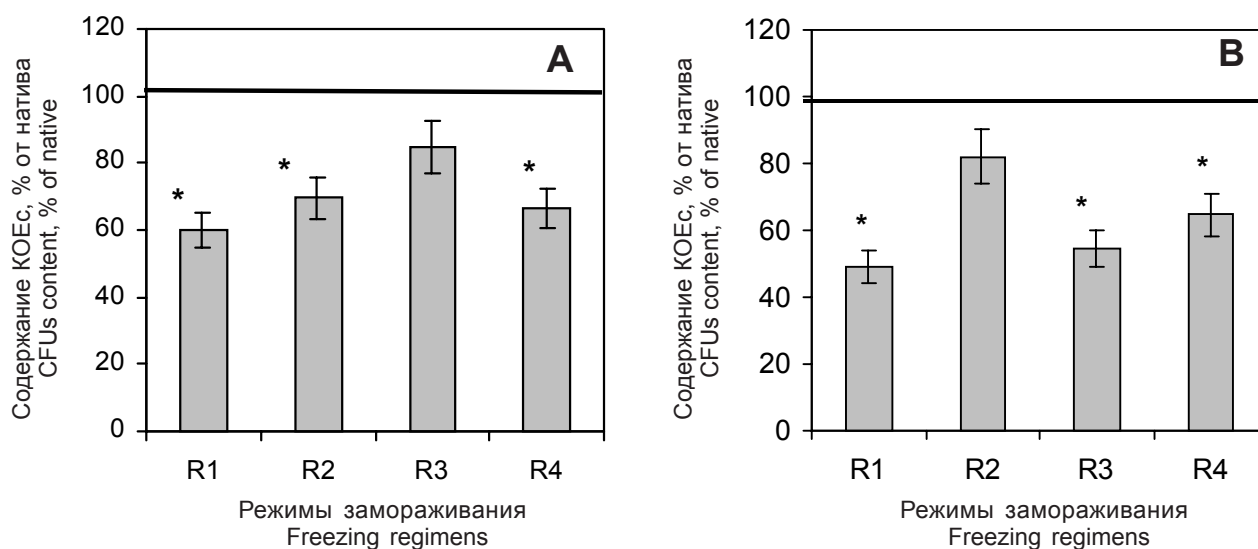 Содержание КОЕс, % от натива
CFUs content, % of native
120
100
80
60
40
20
0
A
*
*
*
R1 R2 R3 R4
Режимы замораживания
Freezing regimens
Содержание КОЕс, % от натива
CFUs content, % of native
120
100
80
60
40
20
0
B
*
*
*
R1 R2 R3 R4
Режимы замораживания
Freezing regimens